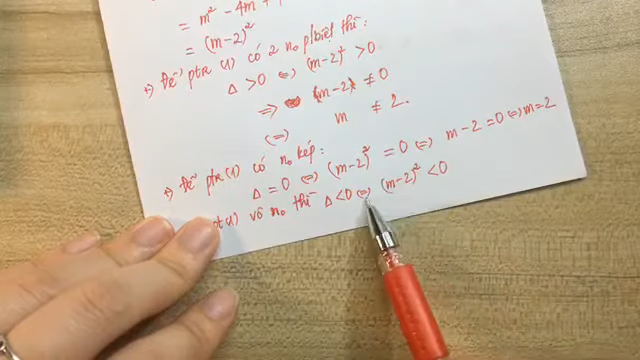 = m² - 4m +
= (m-2)²
+) Để ptr (1) có 2 no p/biệt thì:
Δ > 0 ⇔ (m-2)² > 0
⇒ (m-2) ≠ 0
⇔ m ≠ 2.
+) Để ptr (1) có no kép:
Δ = 0 ⇔ (m-2)² = 0 ⇔ m-2 = 0 ⇔ m = 2
pt(1) vô no thì Δ < 0 ⇔ (m-2)² < 0